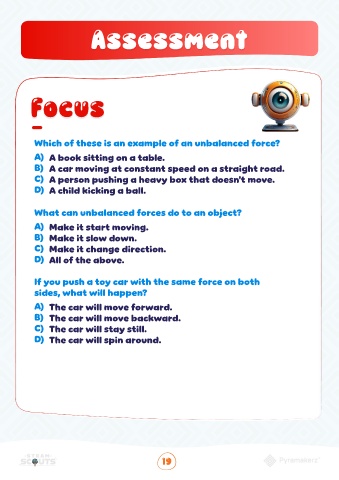 Assessment
Focus
Which of these is an example of an unbalanced force?
A) A book sitting on a table.
B) A car moving at constant speed on a straight road.
C) A person pushing a heavy box that doesn't move.
D) A child kicking a ball.
What can unbalanced forces do to an object?
A) Make it start moving.
B) Make it slow down.
C) Make it change direction.
D) All of the above.
If you push a toy car with the same force on both
sides, what will happen?
A) The car will move forward.
B) The car will move backward.
C) The car will stay still.
D) The car will spin around.
SCOUTS
19